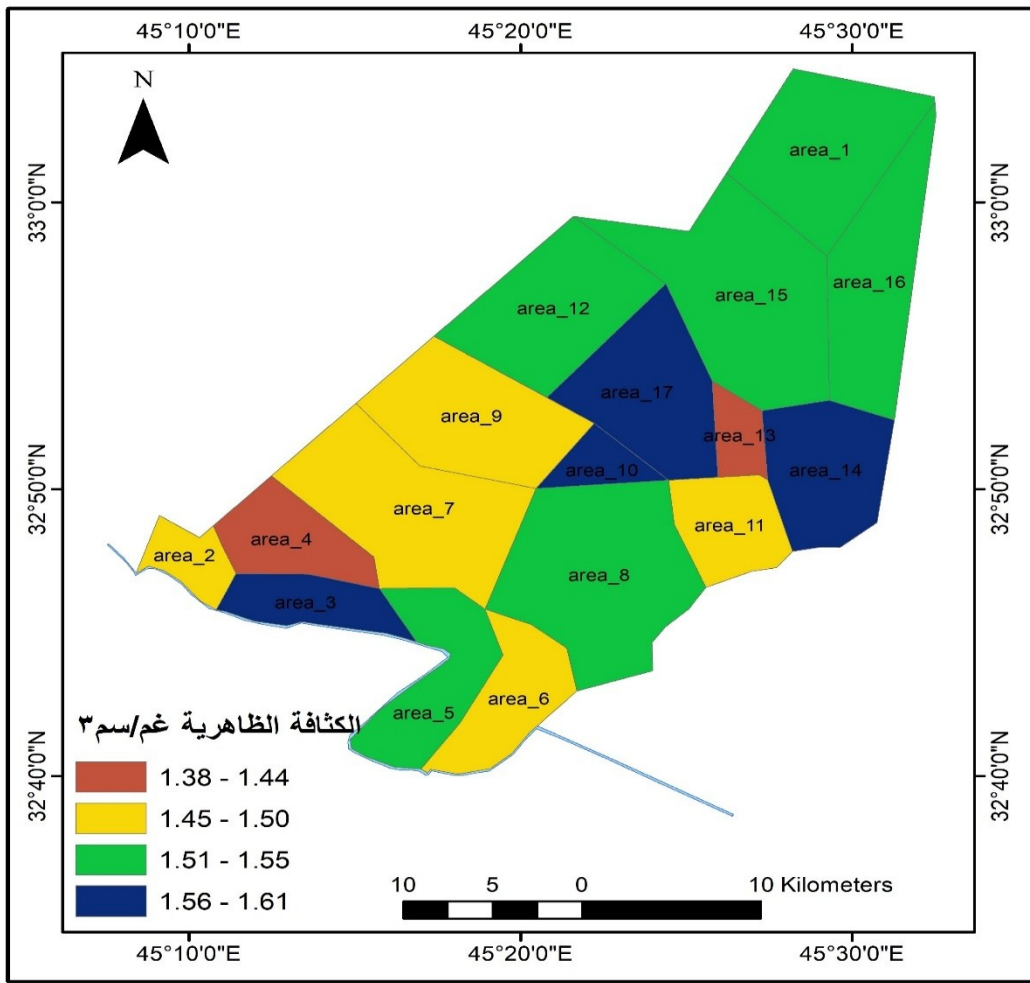 45°10'0"E 45°20'0"E 45°30'0"E
N
area_1
33°0'0"N 33°0'0"N
area_16
area_15
area_12
area_17
area_9
area_13
area_10 area_14
32°50'0"N 32°50'0"N
area_7
area_11
area_4
area_2
area_8
area_3
area_6
area_5
الكثافة الظاهرية غم/سم٣
32°40'0"N 32°40'0"N
1.38 - 1.44
1.45 - 1.50
1.51 - 1.55
1.56 - 1.61
10 5 0 10 Kilometers
45°10'0"E 45°20'0"E 45°30'0"E